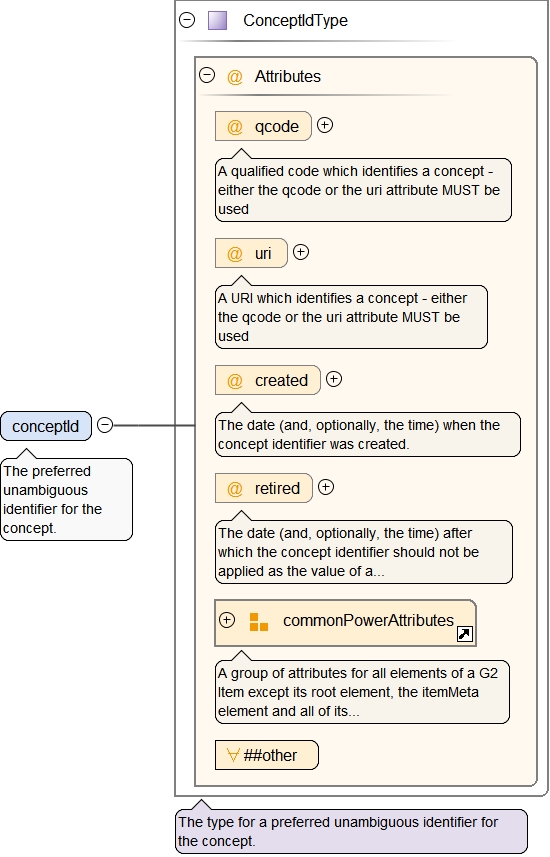 ConceptIdType
@ Attributes
@ qcode
A qualified code which identifies a concept -
either the qcode or the uri attribute MUST be
used
@ uri
A URI which identifies a concept - either
the qcode or the uri attribute MUST be
used
@ created
The date (and, optionally, the time) when the
concept identifier was created.
conceptId
The preferred
unambiguous
identifier for the
concept.
@ retired
The date (and, optionally, the time) after
which the concept identifier should not be
applied as the value of a...
commonPowerAttributes
A group of attributes for all elements of a G2
Item except its root element, the itemMeta
element and all of its...
##other
The type for a preferred unambiguous identifier for
the concept.